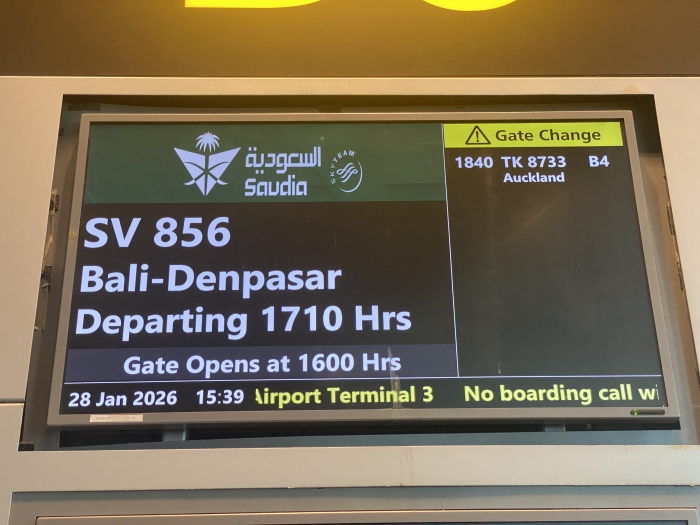 السعودية
Saudia
SKYTEAM
SV 856
Bali-Denpasar
Departing 1710 Hrs
Gate Opens at 1600 Hrs
Gate Change
1840 TK 8733 B4
Auckland
28 Jan 2026 15:39 Airport Terminal 3 No boarding call wi